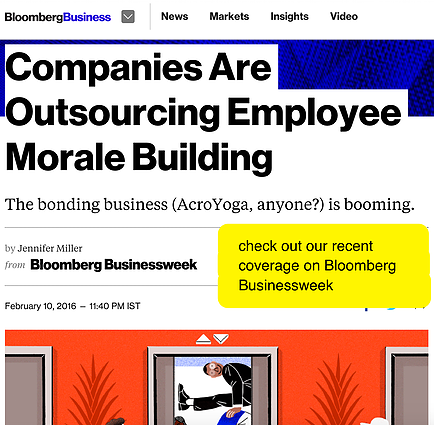 BloombergBusiness News Markets Insights Video
Companies Are
Outsourcing Employee
Morale Building
The bonding business (AcroYoga, anyone?) is booming.
by Jennifer Miller
from Bloomberg Businessweek
February 10, 2016 — 11:40 PM IST
check out our recent
coverage on Bloomberg
Businessweek